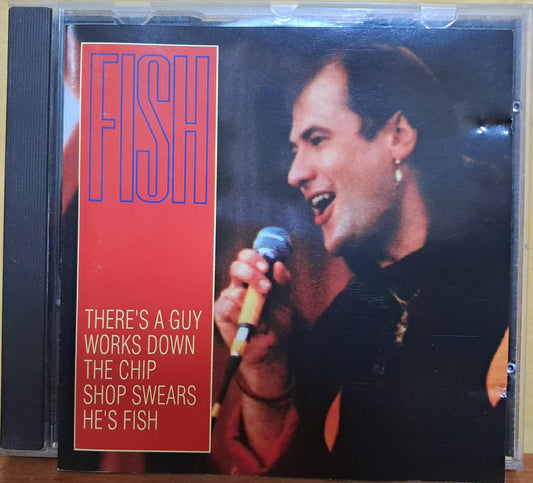 FISH
THERE'S A GUY
WORKS DOWN
THE CHIP
SHOP SWEARS
HE'S FISH